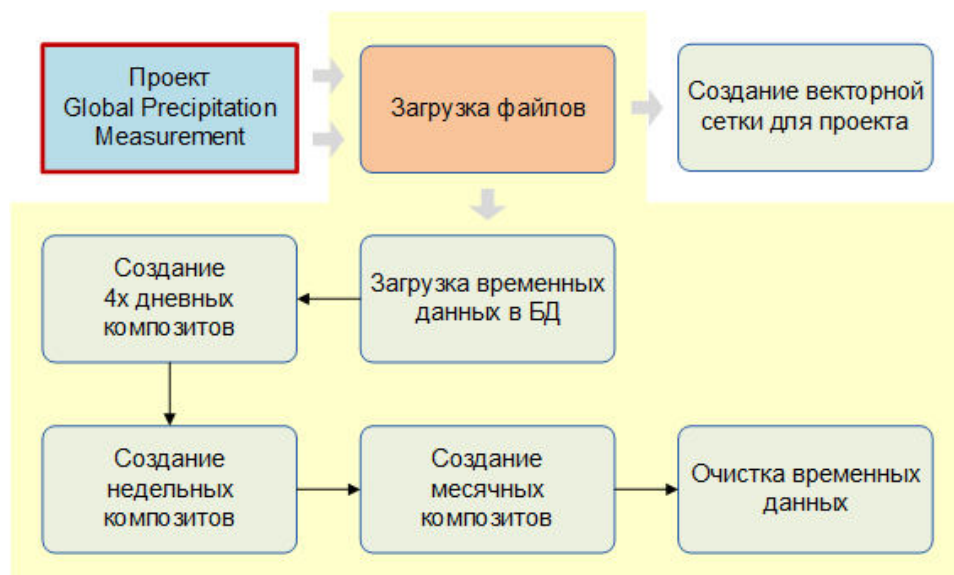 Проект
Global Precipitation
Measurement
Загрузка файлов
Создание векторной
сетки для проекта
Создание
4х дневных
композитов
Загрузка временных
данных в БД
Создание
недельных
композитов
Создание
месячных
композитов
Очистка временных
данных